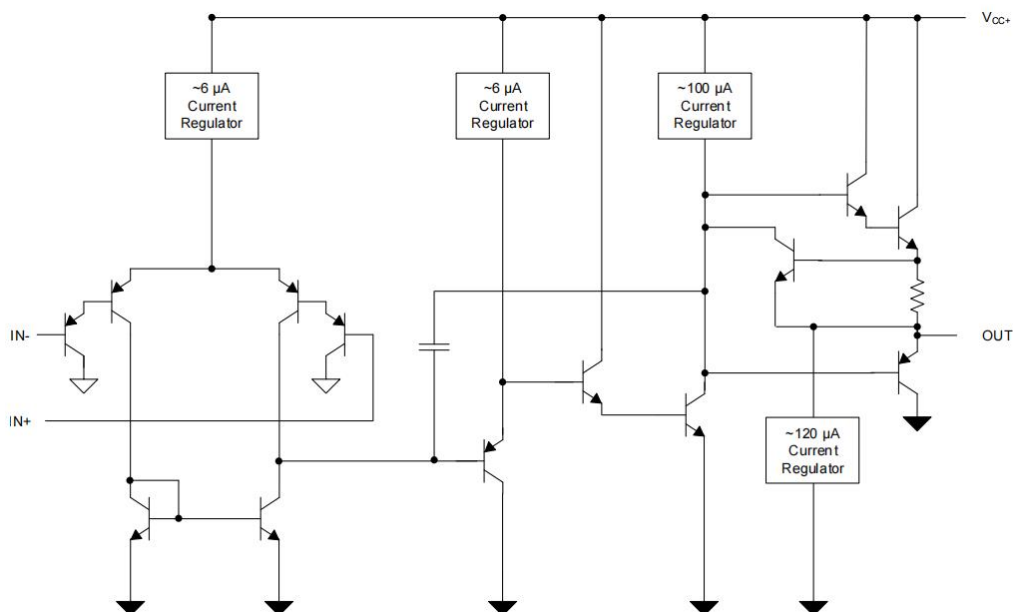 V_CC+
~6 µA
Current
Regulator
~6 µA
Current
Regulator
~100 µA
Current
Regulator
IN-
OUT
IN+
~120 µA
Current
Regulator